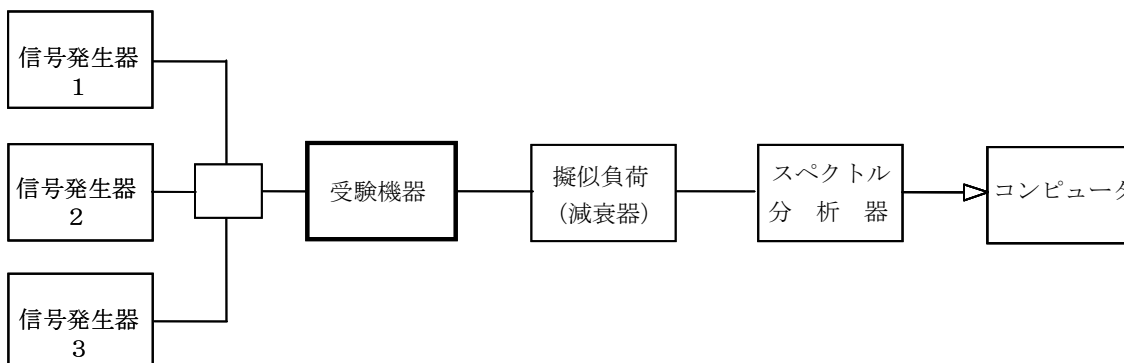 信号発生器
1
信号発生器
2
信号発生器
3
受験機器
擬似負荷
（減衰器）
スペクトル
分　析　器
コンピュータ